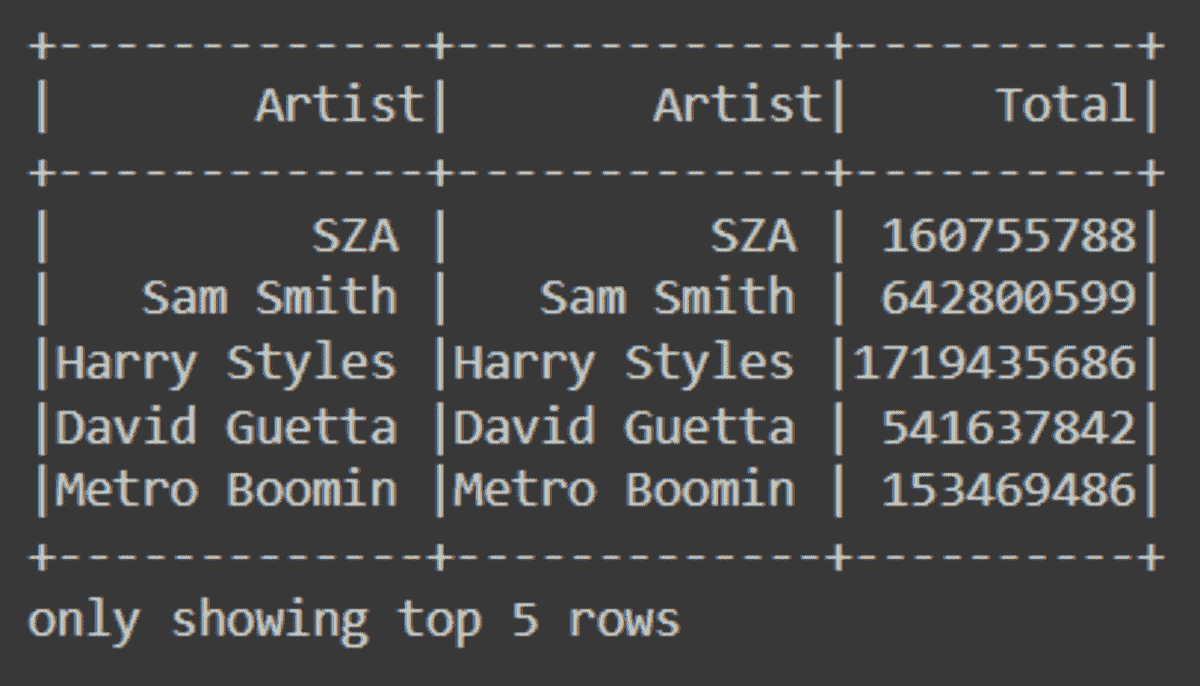 +-------------+-------------+----------+
|       Artist|       Artist|     Total|
+-------------+-------------+----------+
|         SZA |         SZA | 160755788|
|   Sam Smith |   Sam Smith | 642800599|
|Harry Styles |Harry Styles |1719435686|
|David Guetta |David Guetta | 541637842|
|Metro Boomin |Metro Boomin | 153469486|
+-------------+-------------+----------+
only showing top 5 rows